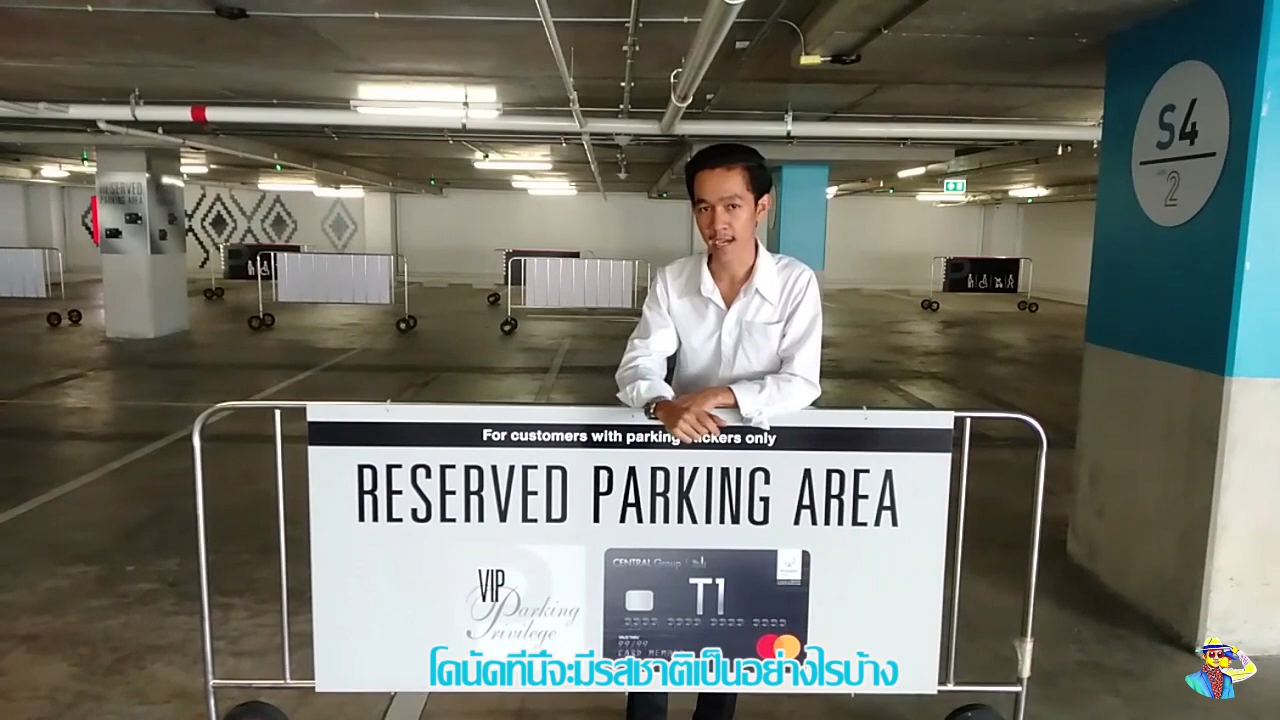 S4
2
RESERVED
PARKING AREA
For customers with parking stickers only
RESERVED PARKING AREA
VIP
Parking
Privilege
CENTRAL Group
T1
โดนัดที่นี่จะมีรสชาติเป็นอย่างไรบ้าง